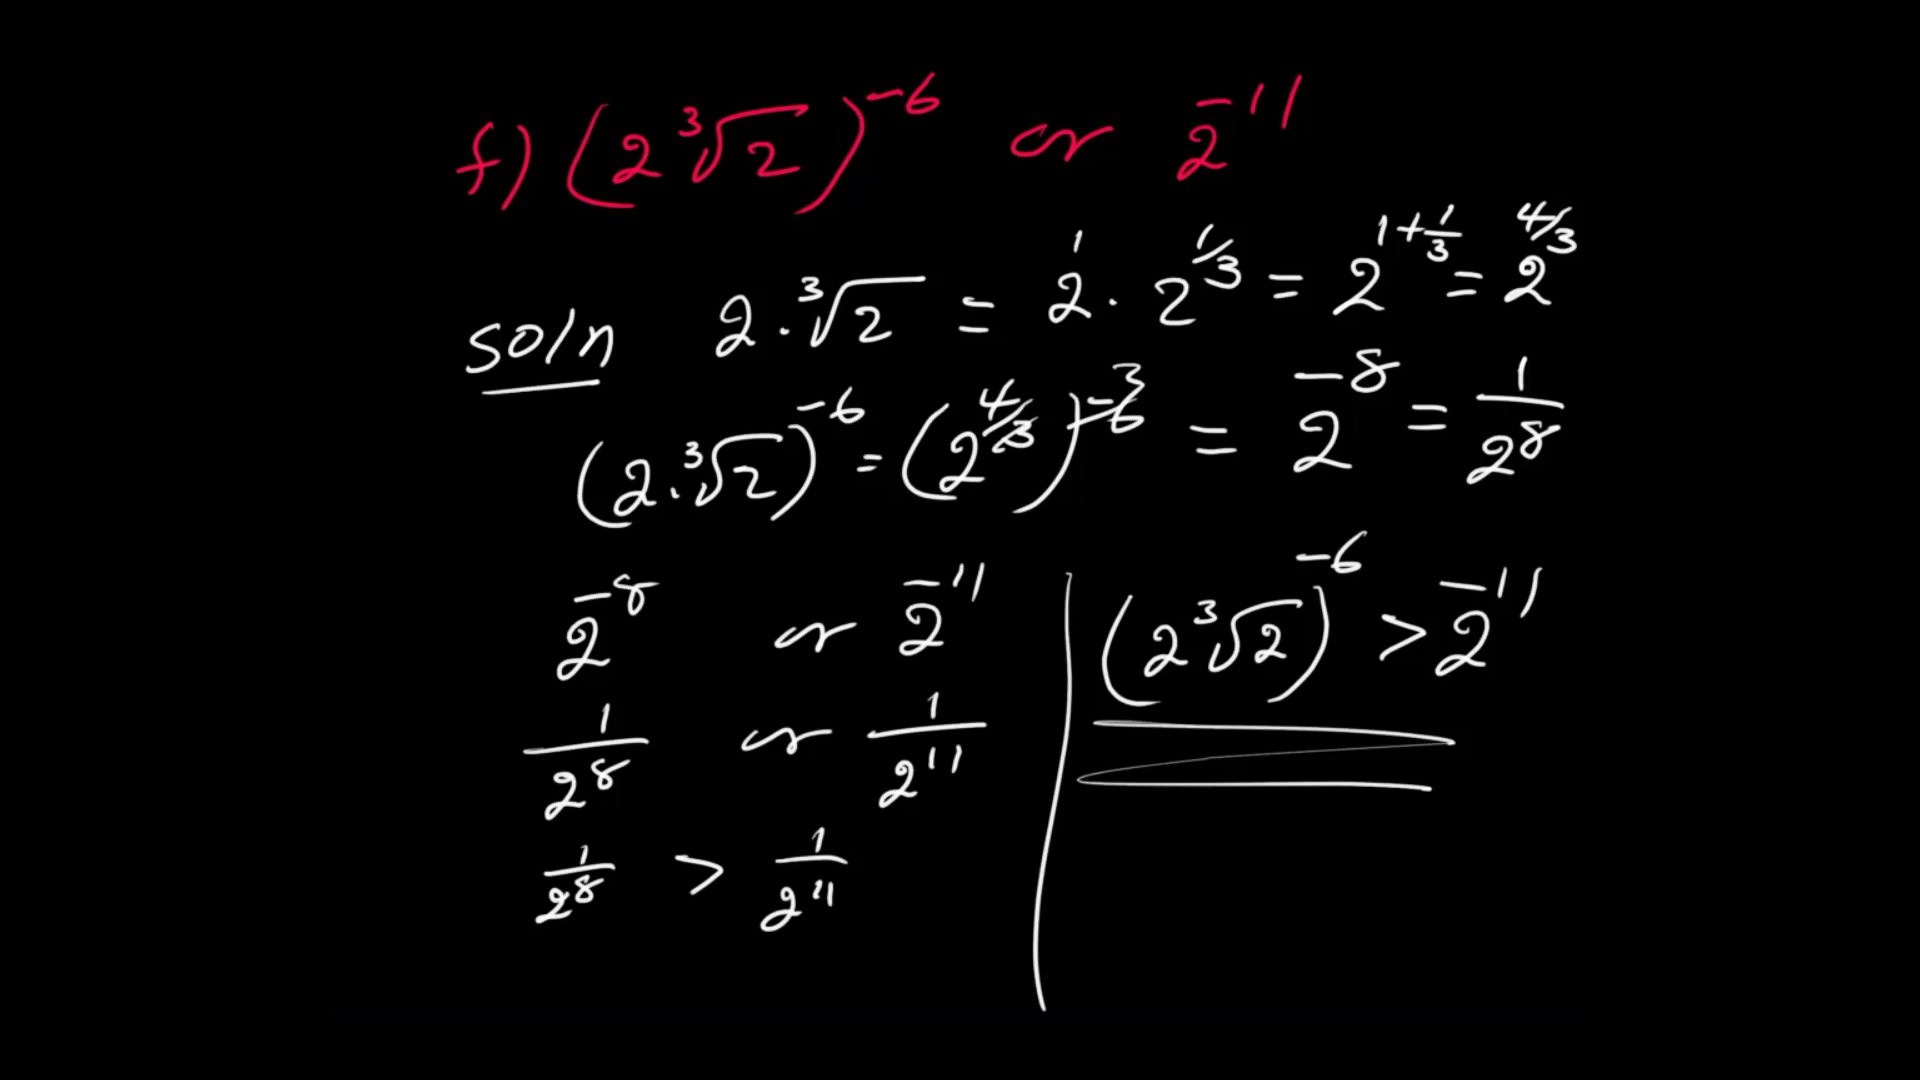 f) (2∛2)^-6 or 2^-11
soln 2·∛2 = 2^1 · 2^1/3 = 2^1+1/3 = 2^4/3
(2·∛2)^-6 = (2^4/3)^-6 3 = 2^-8 = 1/2^8
2^-8 or 2^-11
1/2^8 or 1/2^11
1/2^8 > 1/2^11
(2∛2)^-6 > 2^-11